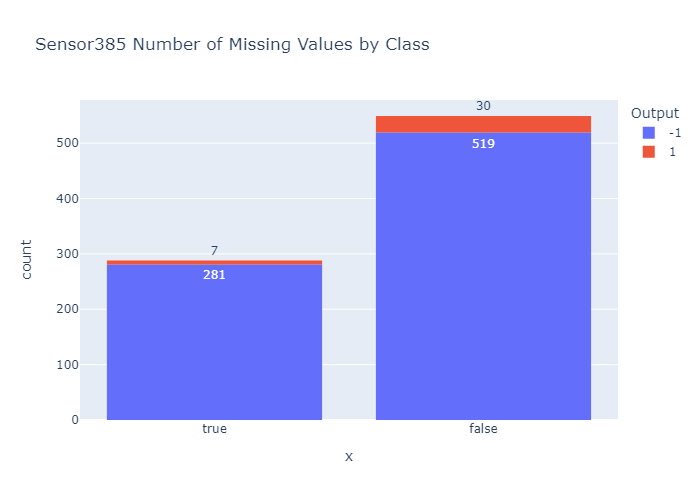 Sensor385 Number of Missing Values by Class
30
Output
-1
1
519
7
281
500
400
300
200
100
0
count
true
false
x